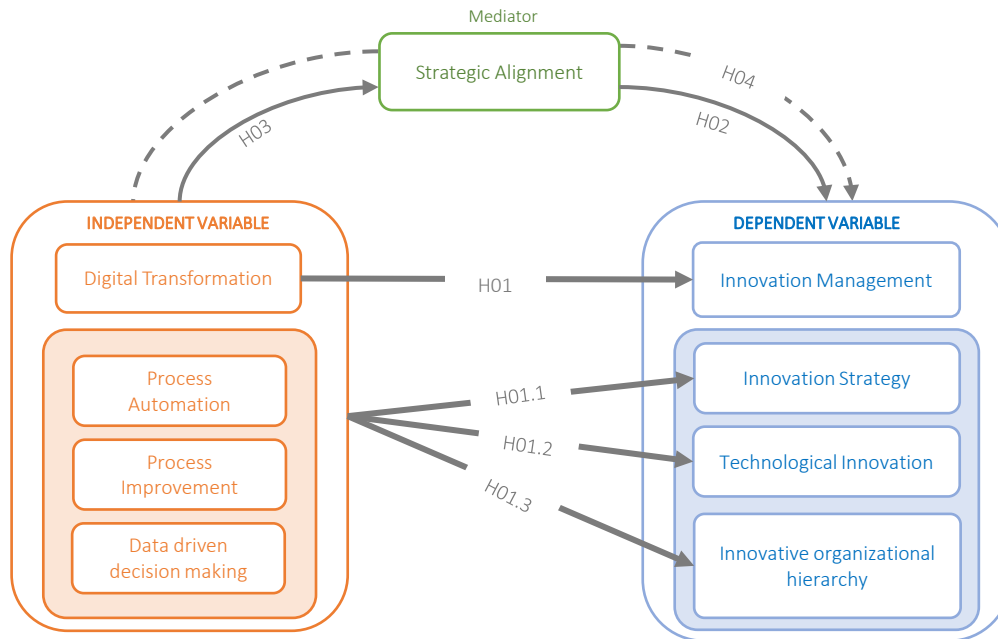 Mediator
Strategic Alignment
H03
H04
H02
INDEPENDENT VARIABLE
Digital Transformation
Process
Automation
Process
Improvement
Data driven
decision making
H01
H01.1
H01.2
H01.3
DEPENDENT VARIABLE
Innovation Management
Innovation Strategy
Technological Innovation
Innovative organizational
hierarchy